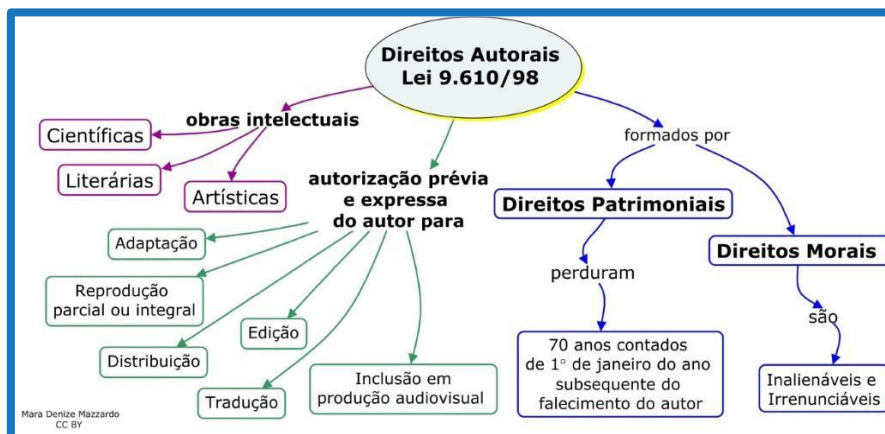 Direitos Autorais
Lei 9.610/98
obras intelectuais
Científicas
Literárias
Artísticas
autorização prévia
e expressa
do autor para
Adaptação
Reprodução
parcial ou integral
Distribuição
Edição
Tradução
Inclusão em
produção audiovisual
formados por
Direitos Patrimoniais
perduram
70 anos contados
de 1° de janeiro do ano
subsequente do
falecimento do autor
Direitos Morais
são
Inalienáveis e
Irrenunciáveis
Mara Denize Mazzardo
CC BY